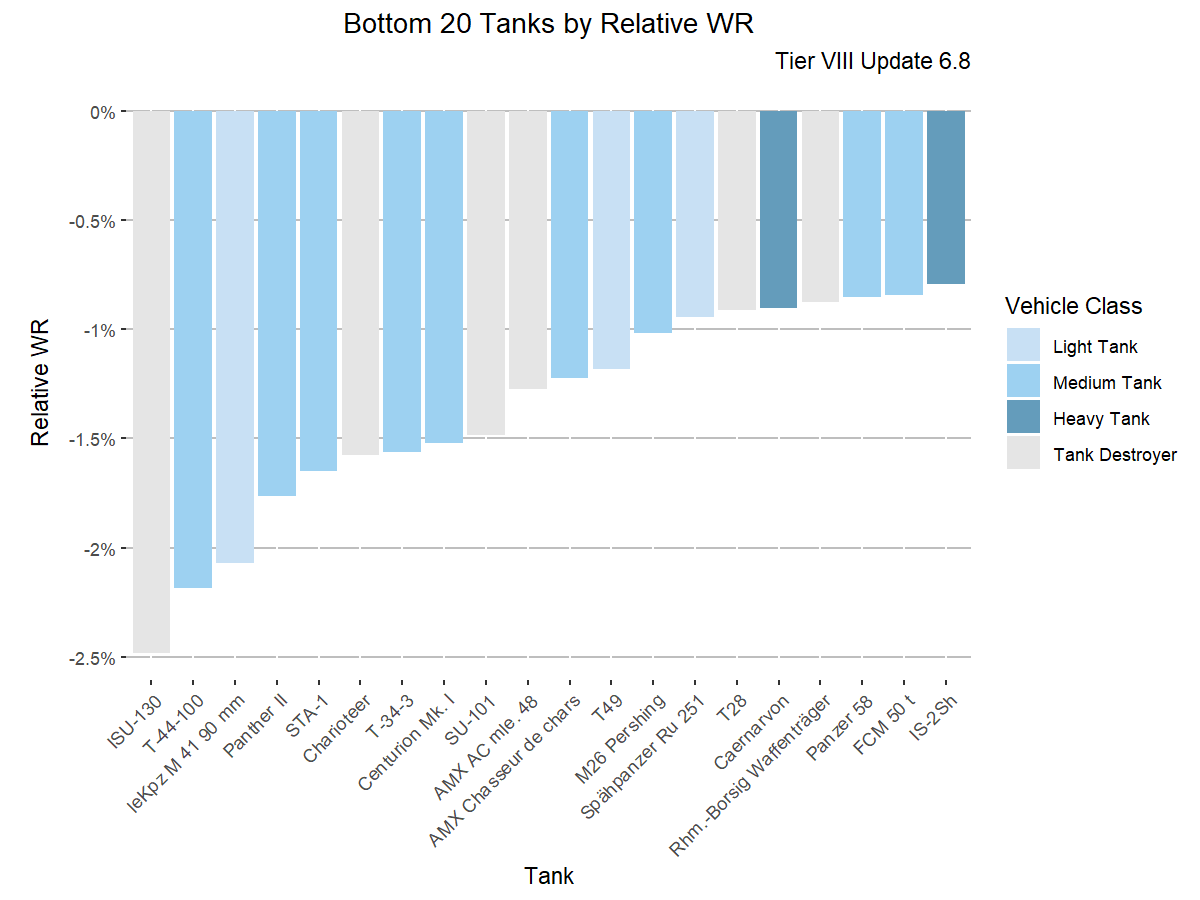 Bottom 20 Tanks by Relative WR
Tier VIII Update 6.8
Relative WR
0%
-0.5%
-1%
-1.5%
-2%
-2.5%
ISU-130
T-44-100
leKpz M 41 90 mm
Panther II
STA-1
Charioteer
T-34-3
Centurion Mk. I
SU-101
AMX AC mle. 48
AMX Chasseur de chars
T49
M26 Pershing
Spähpanzer Ru 251
T28
Caernarvon
Rhm.-Borsig Waffenträger
Panzer 58
FCM 50 t
IS-2Sh
Tank
Vehicle Class
Light Tank
Medium Tank
Heavy Tank
Tank Destroyer